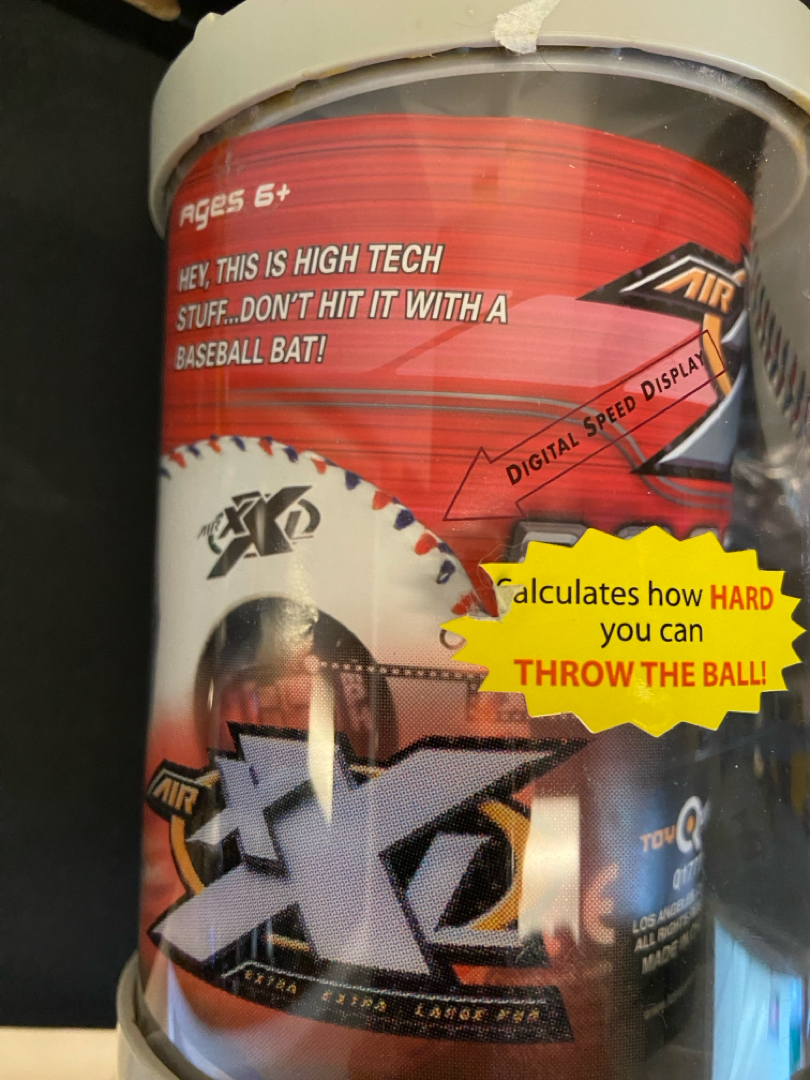 AGES 6+
HEY, THIS IS HIGH TECH
STUFF...DON'T HIT IT WITH A
BASEBALL BAT!
AIR
DIGITAL SPEED DISPLAY
AIR XXL
Calculates how HARD
you can
THROW THE BALL!
AIR
XXL
EXTRA EXTRA LARGE FUN
TOY
LOS ANGELES
ALL RIGHTS
MADE IN